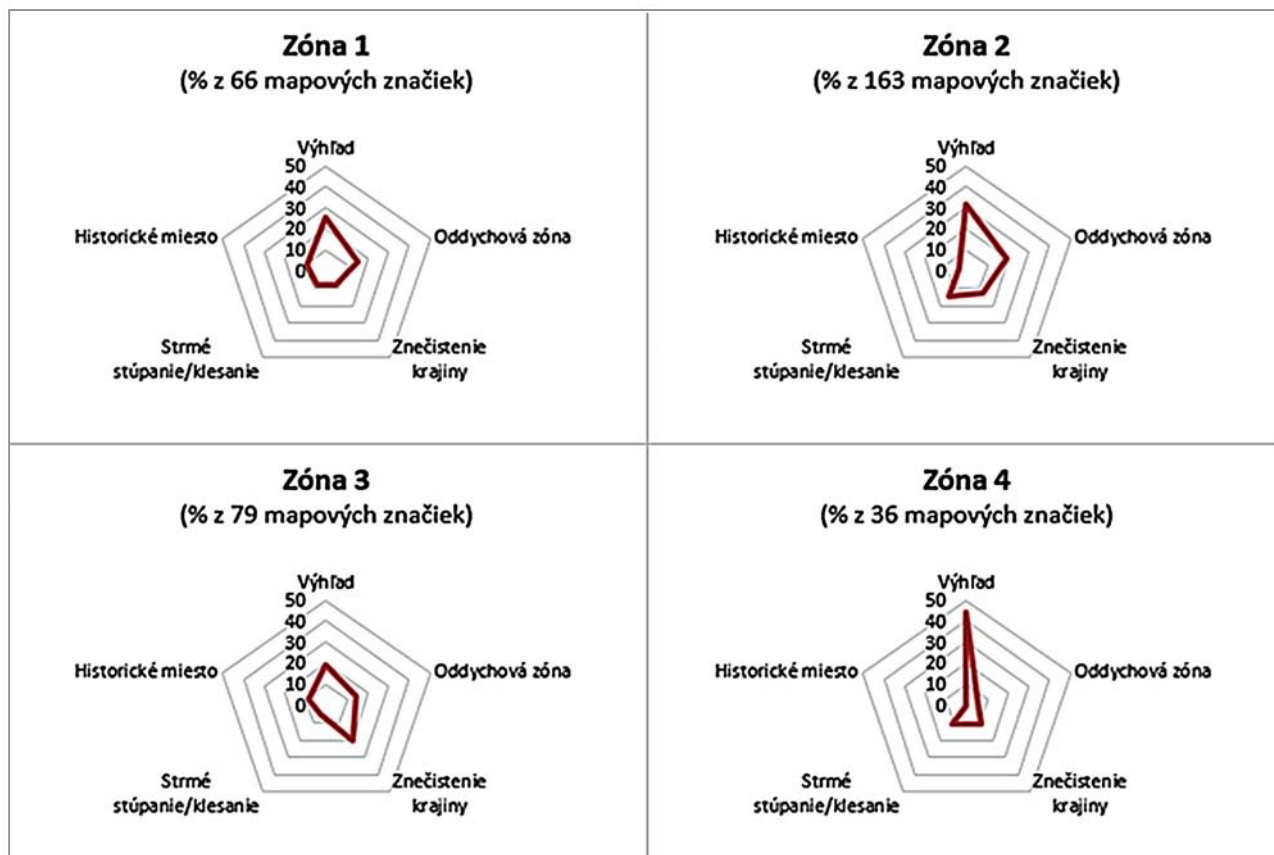 Zóna 1
(% z 66 mapových značiek)
Výhľad
50
40
30
20
10
0
Historické miesto
Oddychová zóna
Strmé
stúpanie/klesanie
Znečistenie
krajiny
Zóna 2
(% z 163 mapových značiek)
Výhľad
50
40
30
20
10
0
Historické miesto
Oddychová zóna
Strmé
stúpanie/klesanie
Znečistenie
krajiny
Zóna 3
(% z 79 mapových značiek)
Výhľad
50
40
30
20
10
0
Historické miesto
Oddychová zóna
Strmé
stúpanie/klesanie
Znečistenie
krajiny
Zóna 4
(% z 36 mapových značiek)
Výhľad
50
40
30
20
10
0
Historické miesto
Oddychová zóna
Strmé
stúpanie/klesanie
Znečistenie
krajiny